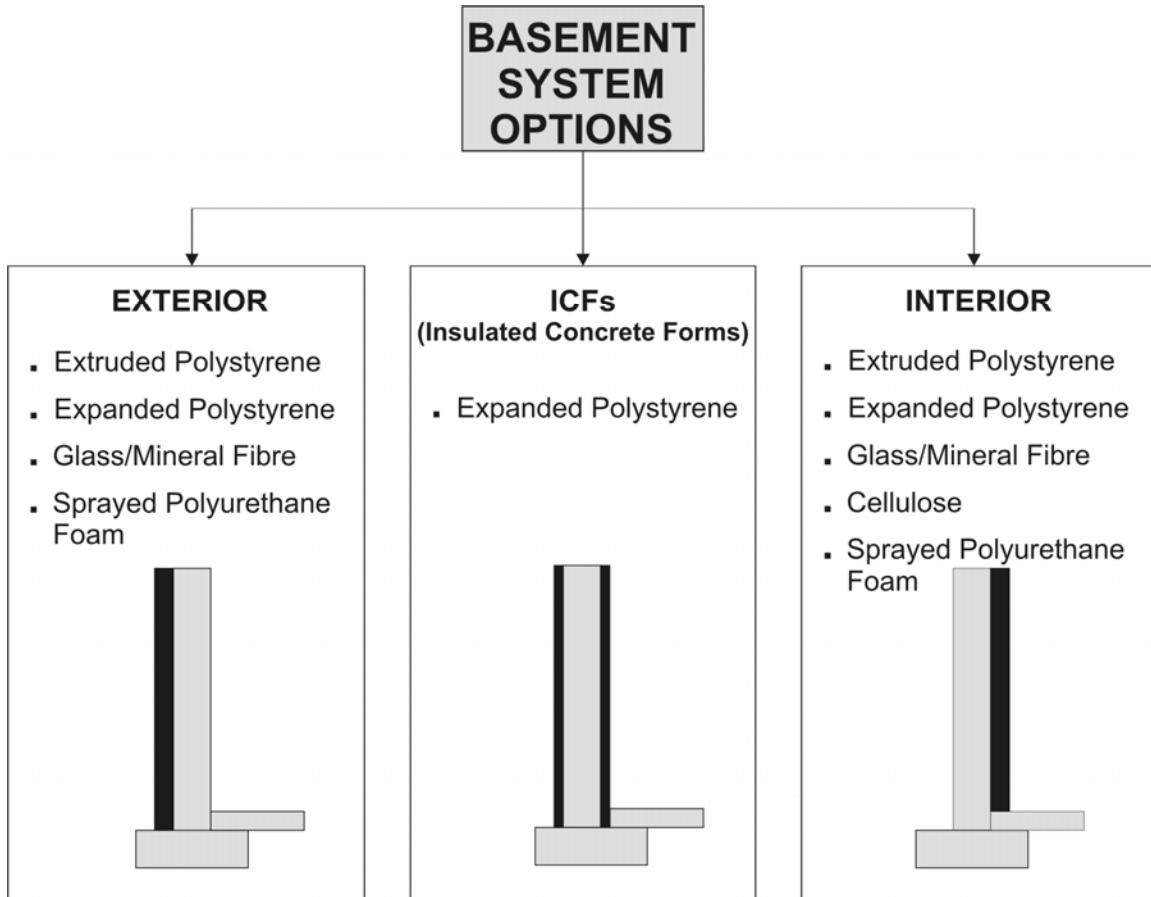 BASEMENT
SYSTEM
OPTIONS
EXTERIOR
▪ Extruded Polystyrene
▪ Expanded Polystyrene
▪ Glass/Mineral Fibre
▪ Sprayed Polyurethane
Foam
ICFs
(Insulated Concrete Forms)
▪ Expanded Polystyrene
INTERIOR
▪ Extruded Polystyrene
▪ Expanded Polystyrene
▪ Glass/Mineral Fibre
▪ Cellulose
▪ Sprayed Polyurethane
Foam